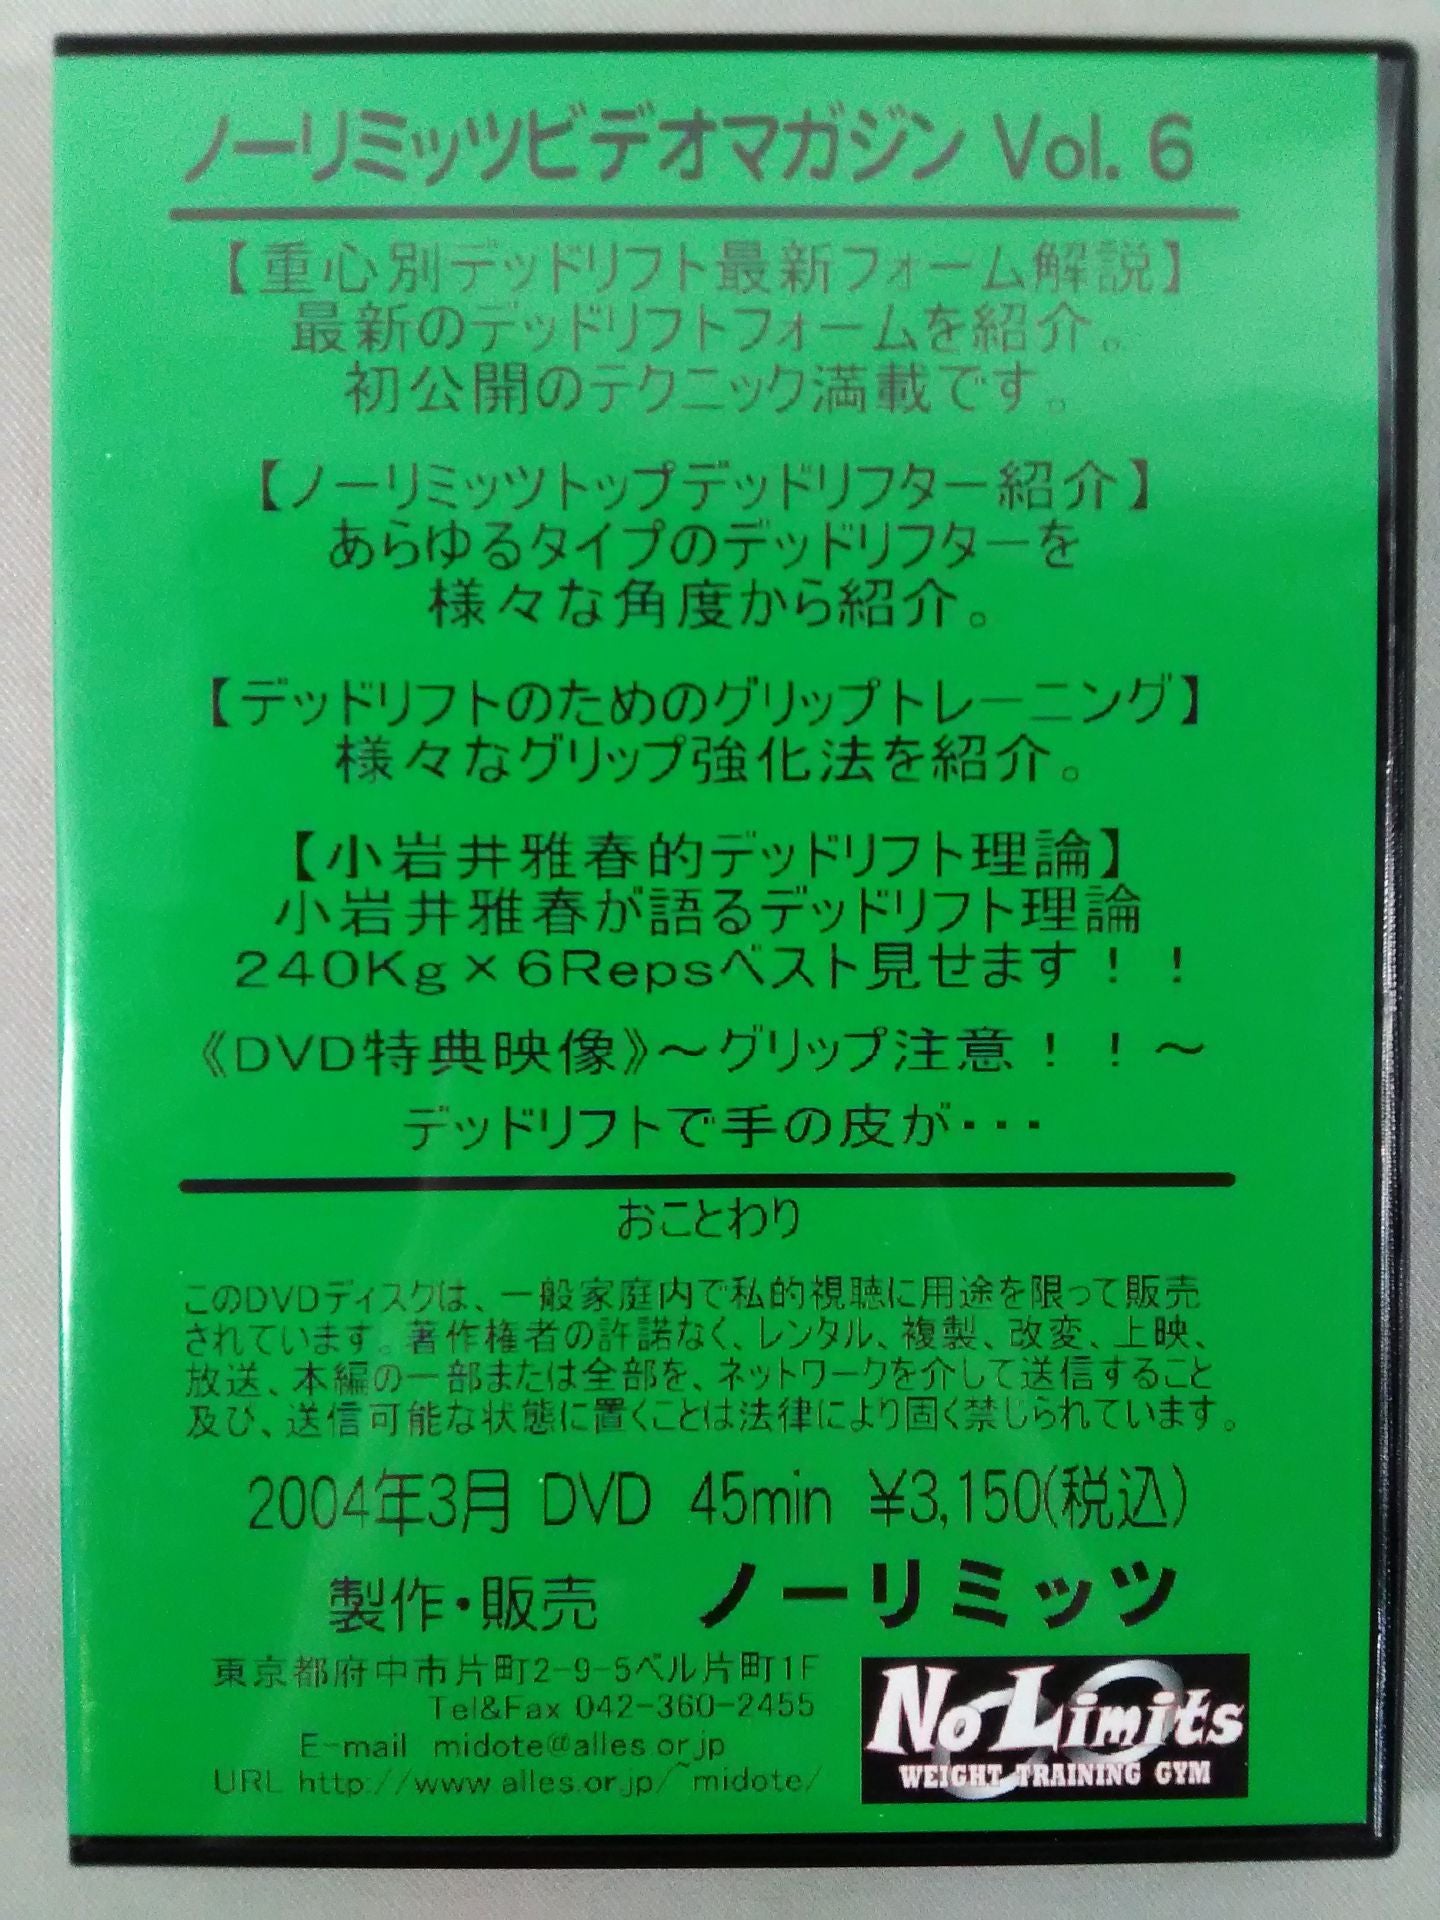 ノーリミッツビデオマガジン Vol. 6
【重心別デッドリフト最新フォーム解説】
最新のデッドリフトフォームを紹介。
初公開のテクニック満載です。
【ノーリミッツトップデッドリフター紹介】
あらゆるタイプのデッドリフターを
様々な角度から紹介。
【デッドリフトのためのグリップトレーニング】
様々なグリップ強化法を紹介。
【小岩井雅春的デッドリフト理論】
小岩井雅春が語るデッドリフト理論
240Kg×6Repsベスト見せます！！
《DVD特典映像》～グリップ注意！！～
デッドリフトで手の皮が・・・
おことわり
このDVDディスクは、一般家庭内で私的視聴に用途を限って販売
されています。著作権者の許諾なく、レンタル、複製、改変、上映、
放送、本編の一部または全部を、ネットワークを介して送信すること
及び、送信可能な状態に置くことは法律により固く禁じられています。
2004年3月 DVD 45min ¥3,150(税込)
製作・販売 ノーリミッツ
東京都府中市片町2-9-5ベル片町1F
Tel&Fax 042-360-2455
E-mail midote@alles.or.jp
URL http://www.alles.or.jp/~midote/
No Limits
WEIGHT TRAINING GYM